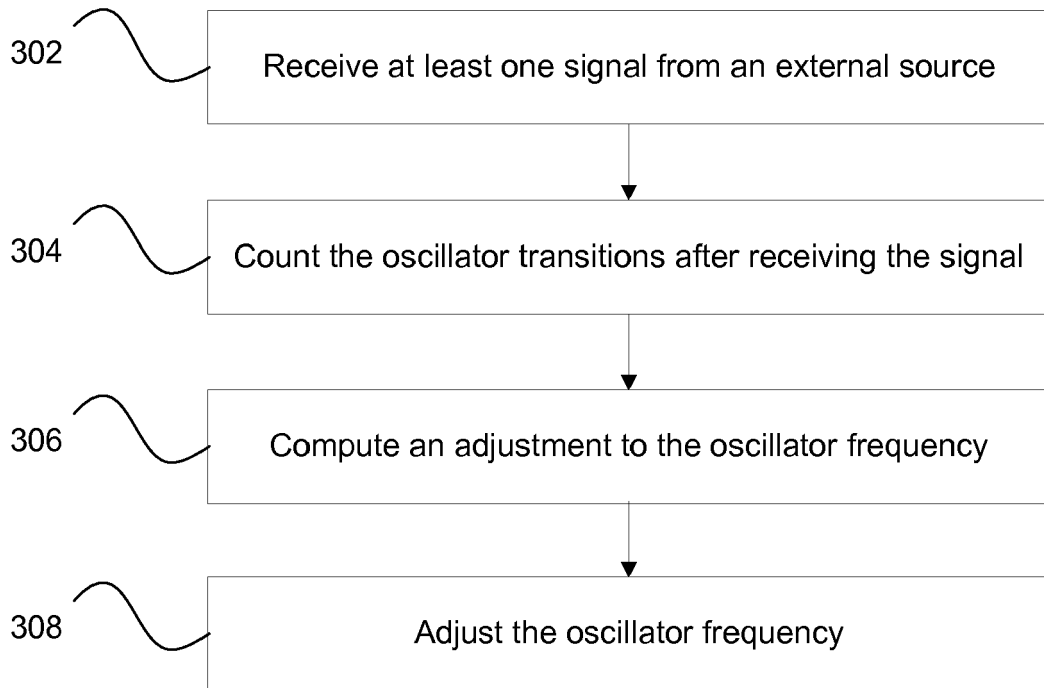 302
Receive at least one signal from an external source
304
Count the oscillator transitions after receiving the signal
306
Compute an adjustment to the oscillator frequency
308
Adjust the oscillator frequency